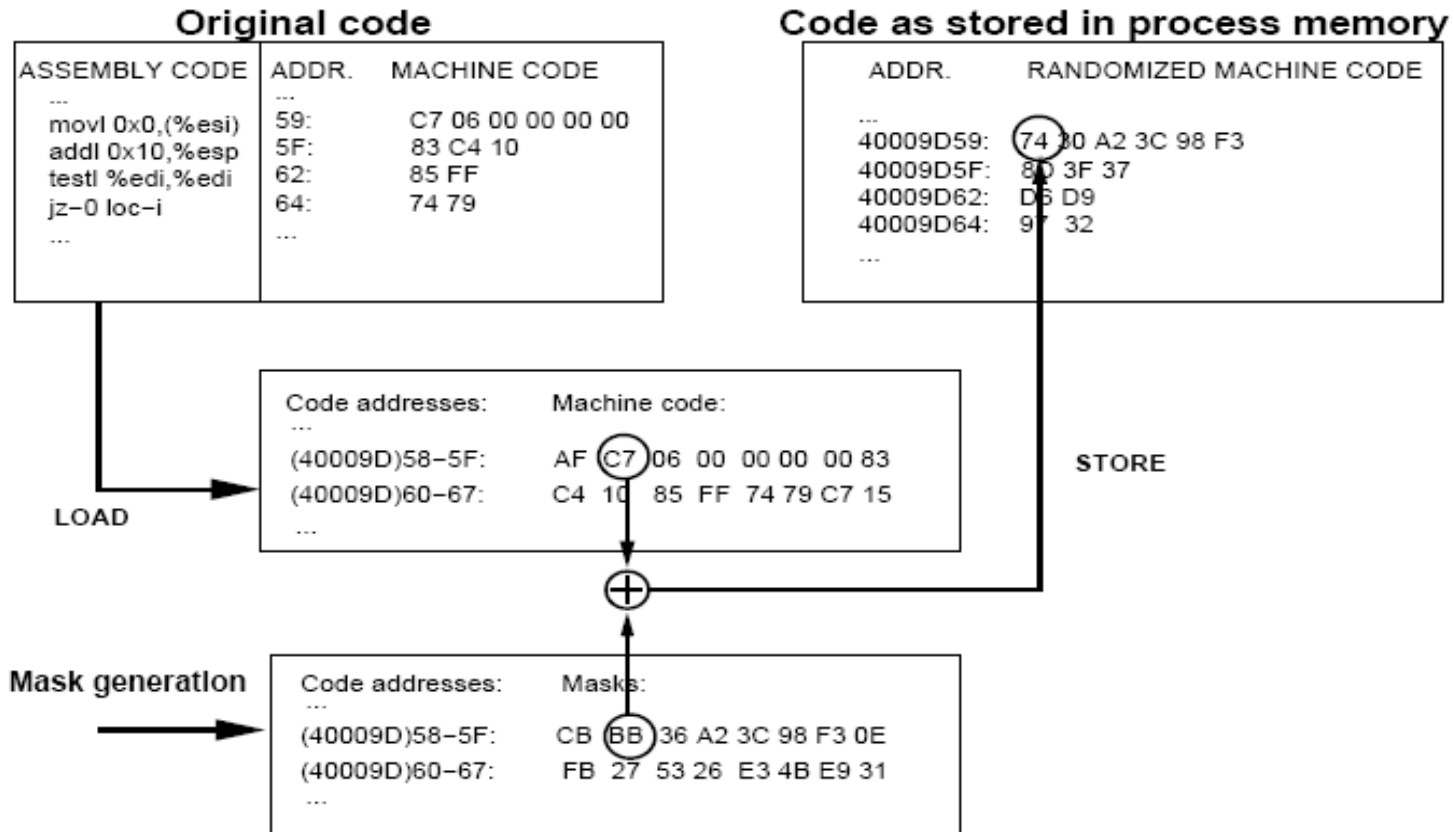 Original code
ASSEMBLY CODE ADDR. MACHINE CODE
...
movl 0x0,(%esi) 59: C7 06 00 00 00 00
addl 0x10,%esp 5F: 83 C4 10
testl %edi,%edi 62: 85 FF
jz-0 loc-i 64: 74 79
... ...
Code as stored in process memory
ADDR. RANDOMIZED MACHINE CODE
...
40009D59: 74 30 A2 3C 98 F3
40009D5F: 8D 3F 37
40009D62: D6 D9
40009D64: 97 32
...
LOAD
Code addresses: Machine code:
...
(40009D)58-5F: AF C7 06 00 00 00 00 83
(40009D)60-67: C4 10 85 FF 74 79 C7 15
...
STORE
Mask generation
Code addresses: Masks:
...
(40009D)58-5F: CB BB 36 A2 3C 98 F3 0E
(40009D)60-67: FB 27 53 26 E3 4B E9 31
...